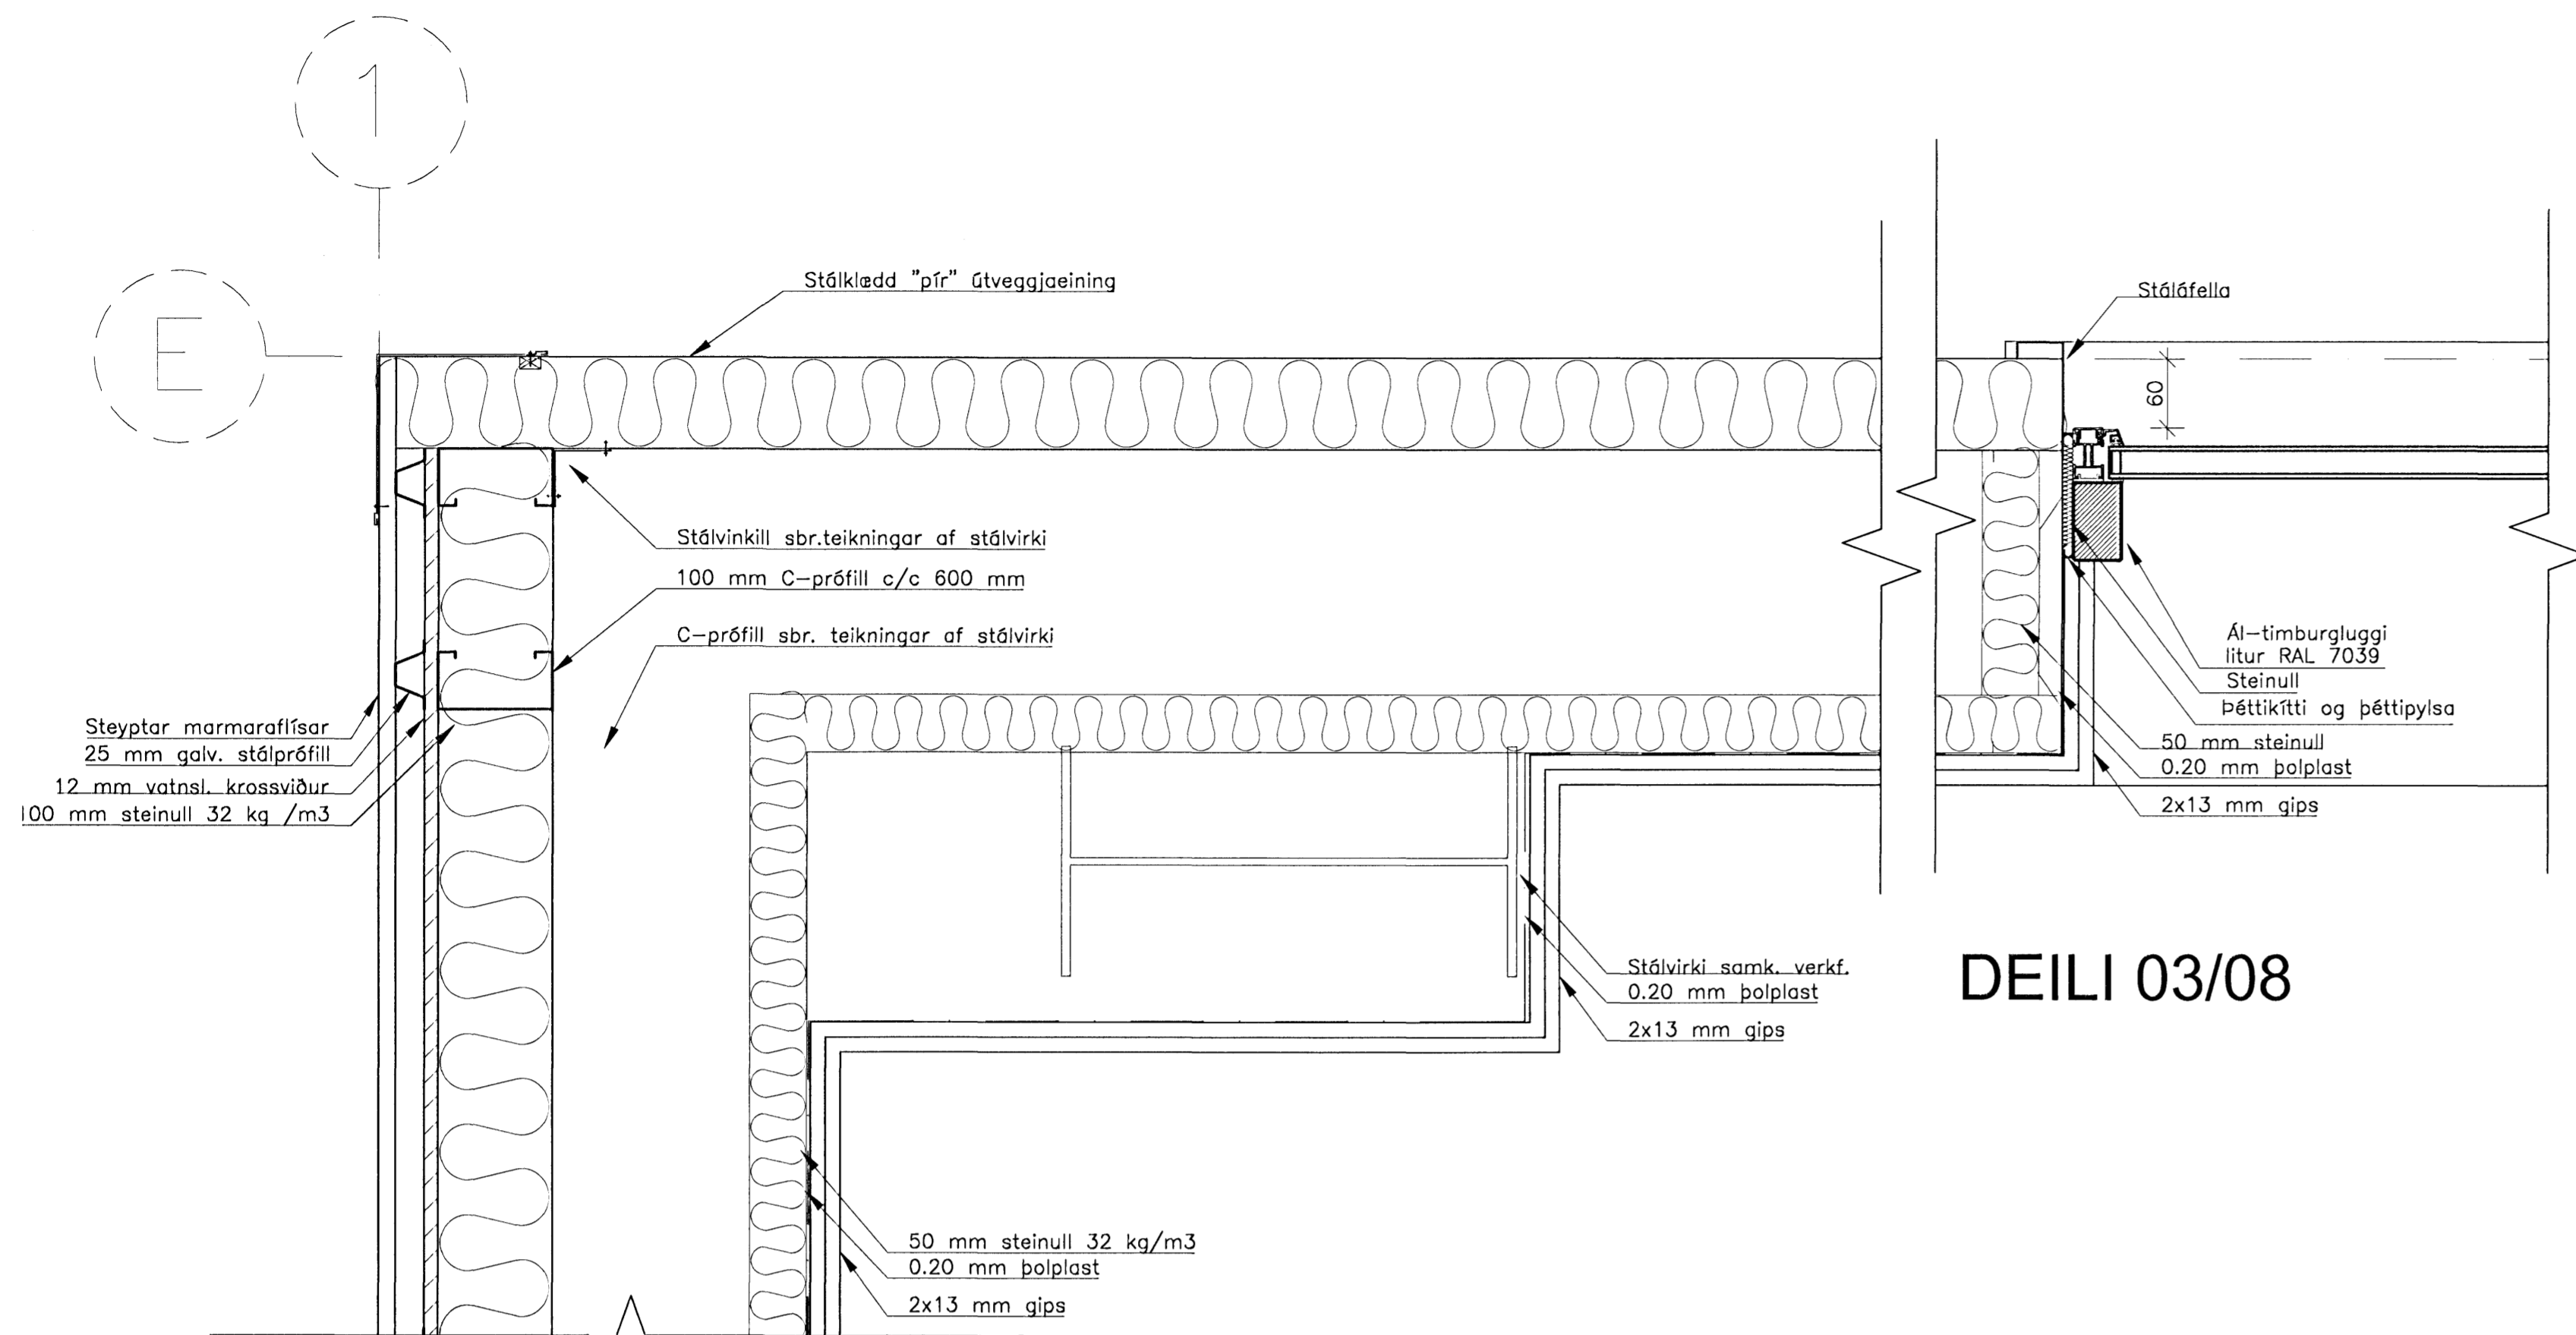 1
E
Stálklædd "pír" útveggjaeining
Stáláfella
60
Stálvinkill sbr.teikningar af stálvirki
100 mm C-prófill c/c 600 mm
C-prófill sbr. teikningar af stálvirki
Ál-timburgluggi
litur RAL 7039
Steinull
Þéttikítti og þéttipylsa
50 mm steinull
0.20 mm þolplast
2x13 mm gips
Steyptar marmaraflísar
25 mm galv. stálprófill
12 mm vatnsl. krossviður
100 mm steinull 32 kg /m3
Stálvirki samk. verkf.
0.20 mm þolplast
2x13 mm gips
DEILI 03/08
50 mm steinull 32 kg/m3
0.20 mm þolplast
2x13 mm gips